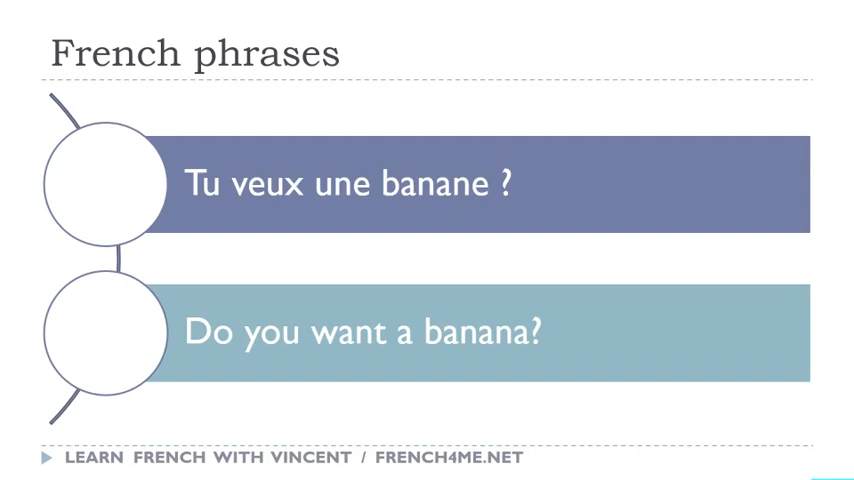 French phrases
Tu veux une banane ?
Do you want a banana?
LEARN FRENCH WITH VINCENT / FRENCH4ME.NET